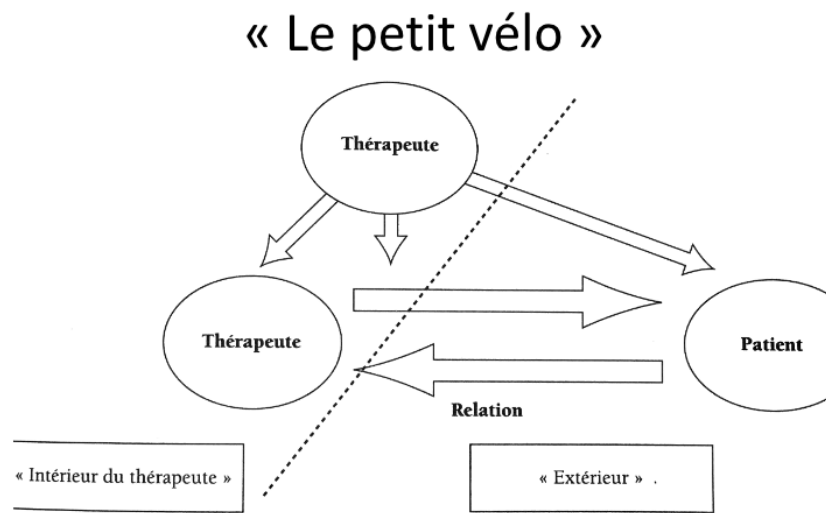 « Le petit vélo »
Thérapeute
Thérapeute
Patient
Relation
« Intérieur du thérapeute »
« Extérieur » .